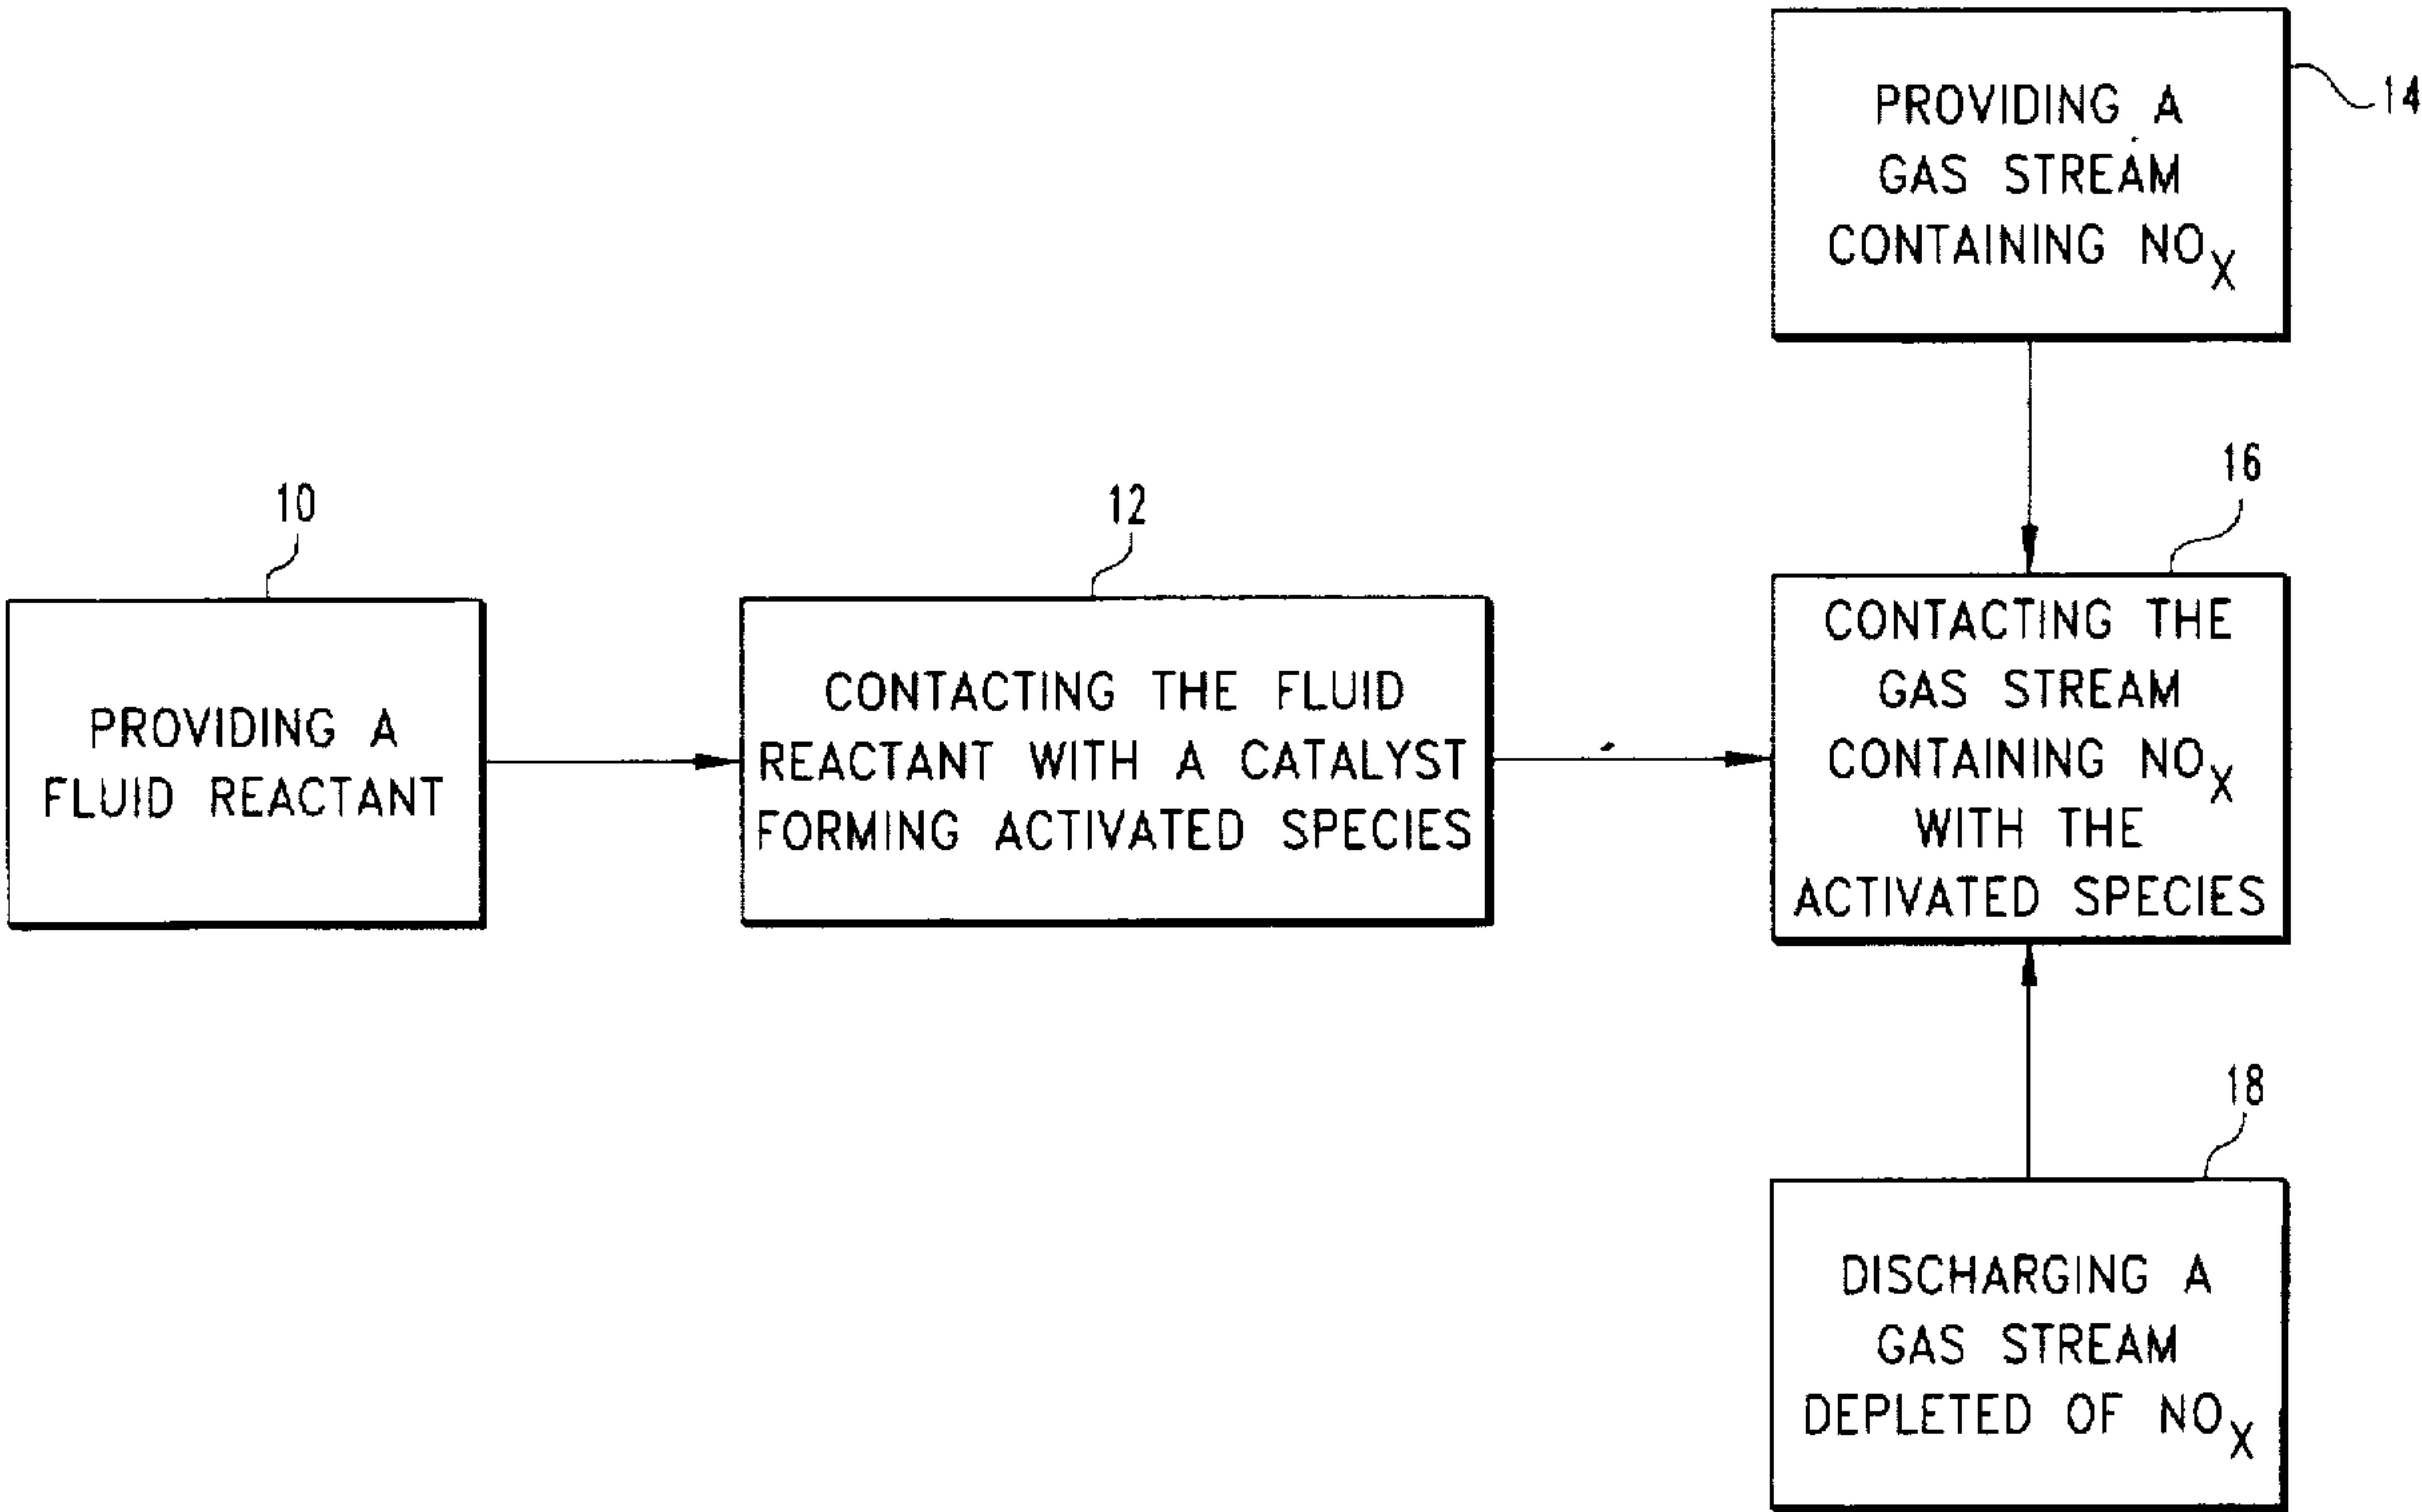 PROVIDING A
GAS STREAM
CONTAINING NOX
14
10
PROVIDING A
FLUID REACTANT
12
CONTACTING THE FLUID
REACTANT WITH A CATALYST
FORMING ACTIVATED SPECIES
16
CONTACTING THE
GAS STREAM
CONTAINING NOX
WITH THE
ACTIVATED SPECIES
18
DISCHARGING A
GAS STREAM
DEPLETED OF NOX